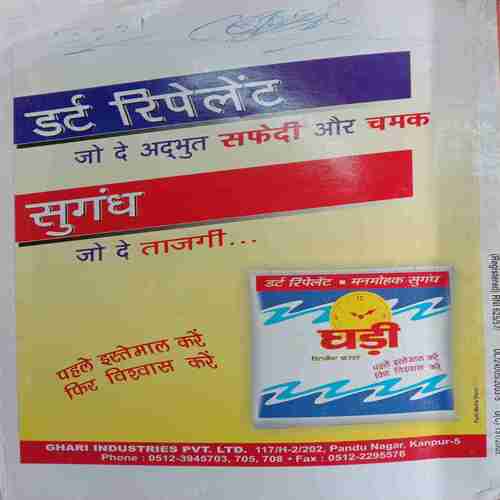 डर्ट रिपेलेंट
जो दे अद्भुत सफेदी और चमक
सुगंध
जो दे ताजगी...
डर्ट रिपेलेंट ▪ मनमोहक सुगंध
घड़ी
डिटर्जेन्ट पाउडर
पहले इस्तेमाल करें
फिर विश्वास करें
पहले इस्तेमाल करें
फिर विश्वास करें
GHARI INDUSTRIES PVT. LTD. 117/H-2/202, Pandu Nagar, Kanpur-5
Phone : 0512-3945703, 705, 708 • Fax : 0512-2295576